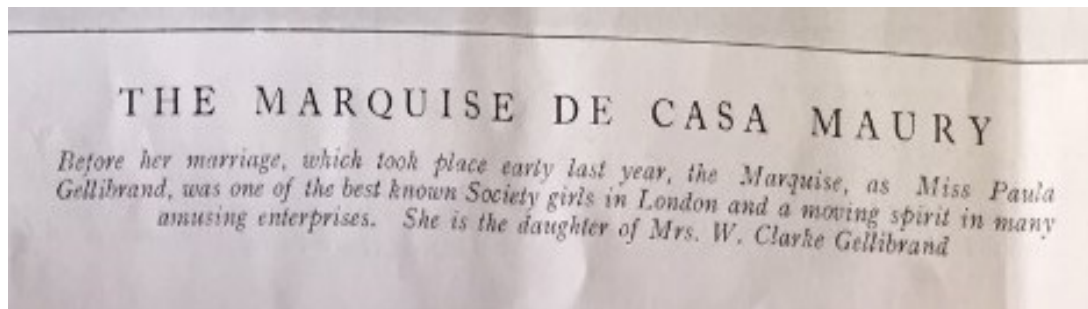 THE MARQUISE DE CASA MAURY
Before her marriage, which took place early last year, the Marquise, as Miss Paula
Gellibrand, was one of the best known Society girls in London and a moving spirit in many
amusing enterprises. She is the daughter of Mrs. W. Clarke Gellibrand